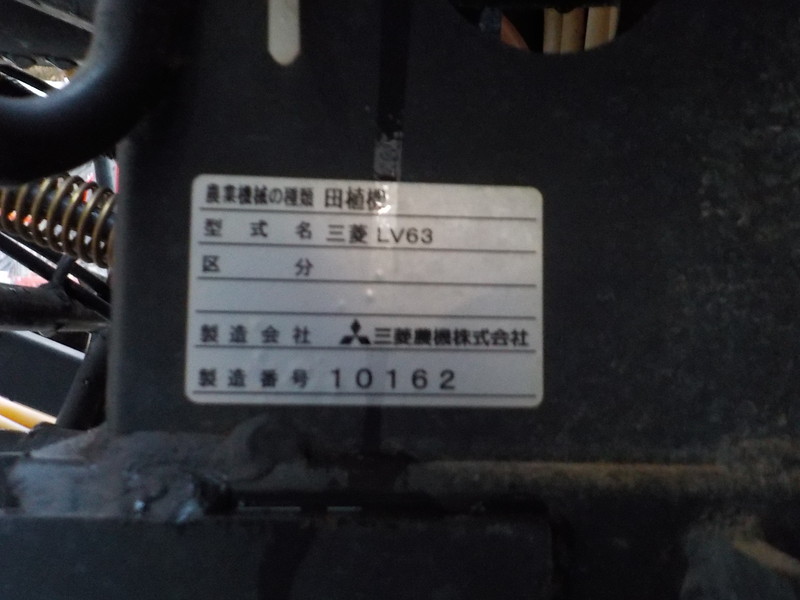 農業機械の種類 田植機
型式名 三菱 LV63
区分
製造会社 三菱農機株式会社
製造番号 10162